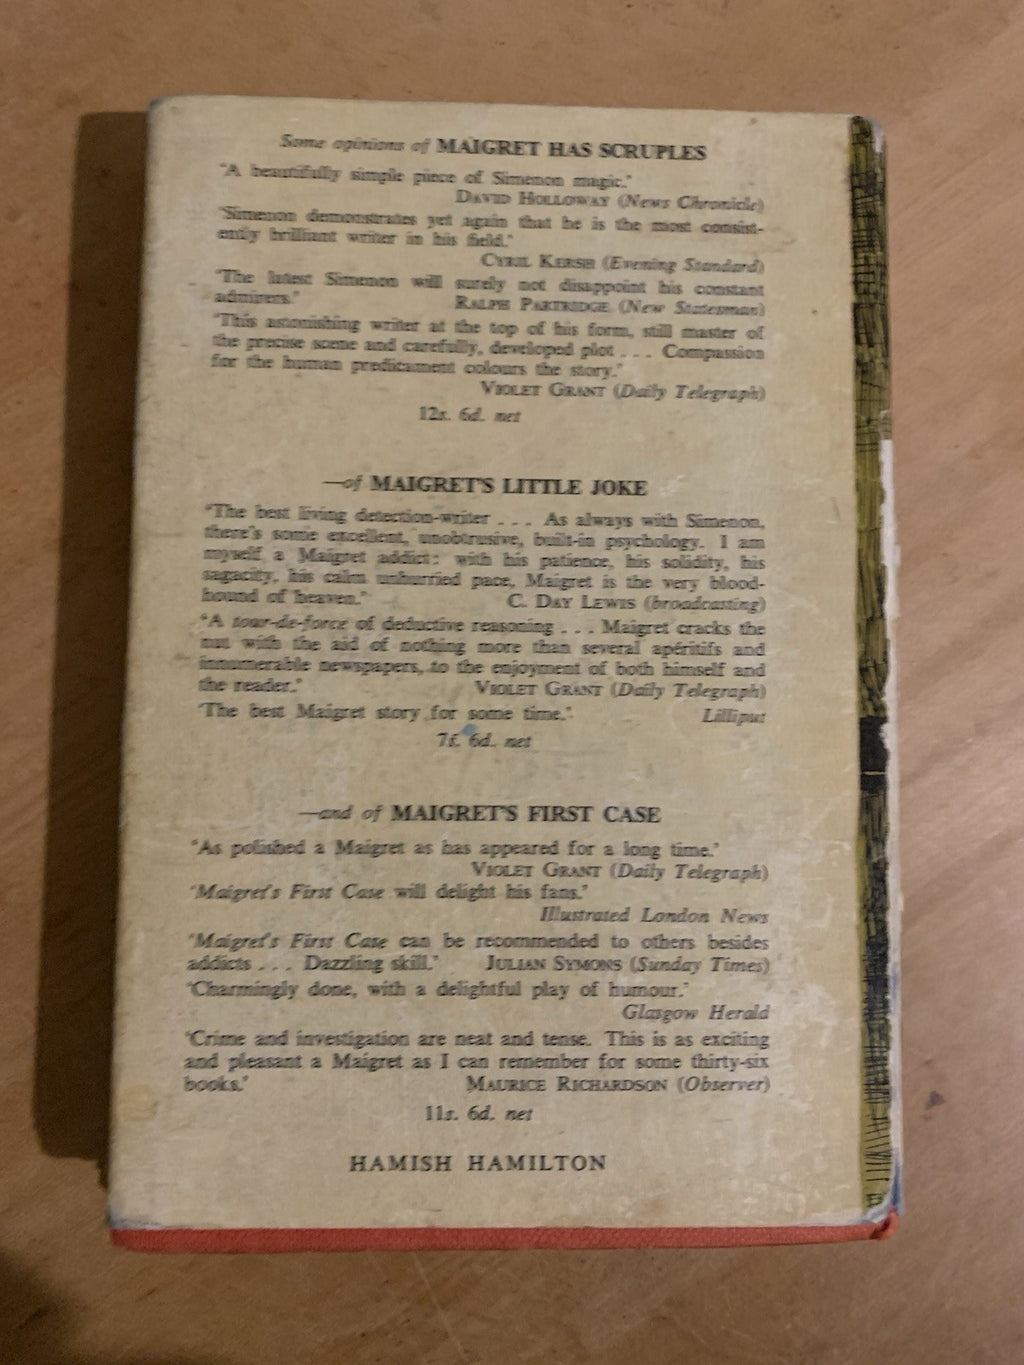 Some opinions of MAIGRET HAS SCRUPLES
'A beautifully simple piece of Simenon magic.'
DAVID HOLLOWAY (News Chronicle)
'Simenon demonstrates yet again that he is the most consist-
ently brilliant writer in his field.'
CYRIL KERSH (Evening Standard)
'The latest Simenon will surely not disappoint his constant
admirers.' RALPH PARTRIDGE (New Statesman)
'This astonishing writer at the top of his form, still master of
the precise scene and carefully, developed plot . . . Compassion
for the human predicament colours the story.'
VIOLET GRANT (Daily Telegraph)
12s. 6d. net
—of MAIGRET'S LITTLE JOKE
'The best living detection-writer . . . As always with Simenon,
there's some excellent, unobtrusive, built-in psychology. I am
myself a Maigret addict: with his patience, his solidity, his
sagacity, his calm unhurried pace, Maigret is the very blood-
hound of heaven.' C. DAY LEWIS (broadcasting)
'A tour-de-force of deductive reasoning . . . Maigret cracks the
nut with the aid of nothing more than several apéritifs and
innumerable newspapers, to the enjoyment of both himself and
the reader.' VIOLET GRANT (Daily Telegraph)
'The best Maigret story for some time.' Lilliput
7s. 6d. net
—and of MAIGRET'S FIRST CASE
'As polished a Maigret as has appeared for a long time.'
VIOLET GRANT (Daily Telegraph)
'Maigret's First Case will delight his fans.'
Illustrated London News
'Maigret's First Case can be recommended to others besides
addicts . . . Dazzling skill.' JULIAN SYMONS (Sunday Times)
'Charmingly done, with a delightful play of humour.'
Glasgow Herald
'Crime and investigation are neat and tense. This is as exciting
and pleasant a Maigret as I can remember for some thirty-six
books.' MAURICE RICHARDSON (Observer)
11s. 6d. net
HAMISH HAMILTON